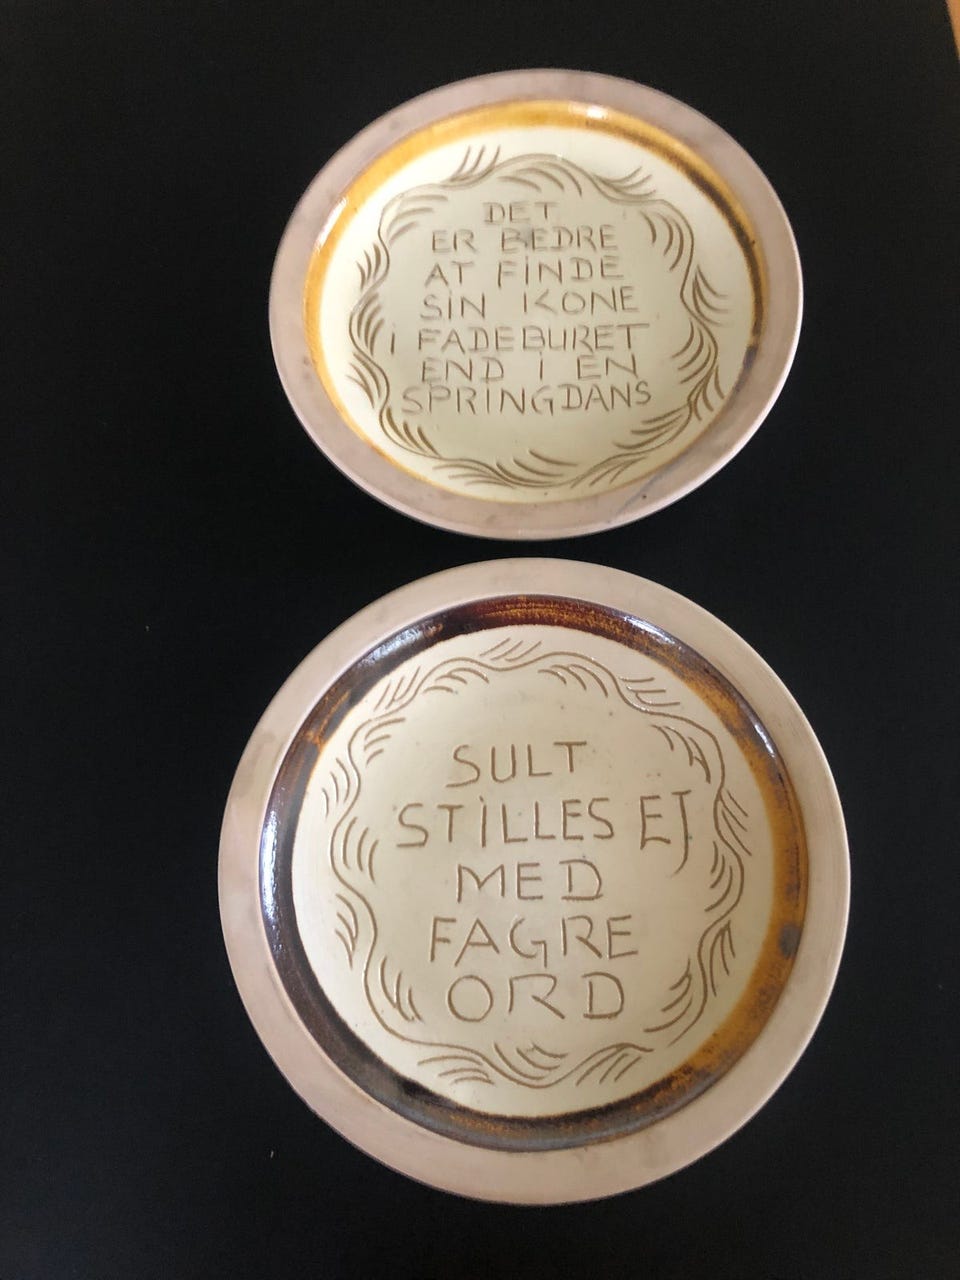 DET
ER BEDRE
AT FINDE
SIN KONE
I FADEBURET
END I EN
SPRINGDANS
SULT
STILLES EJ
MED
FAGRE
ORD